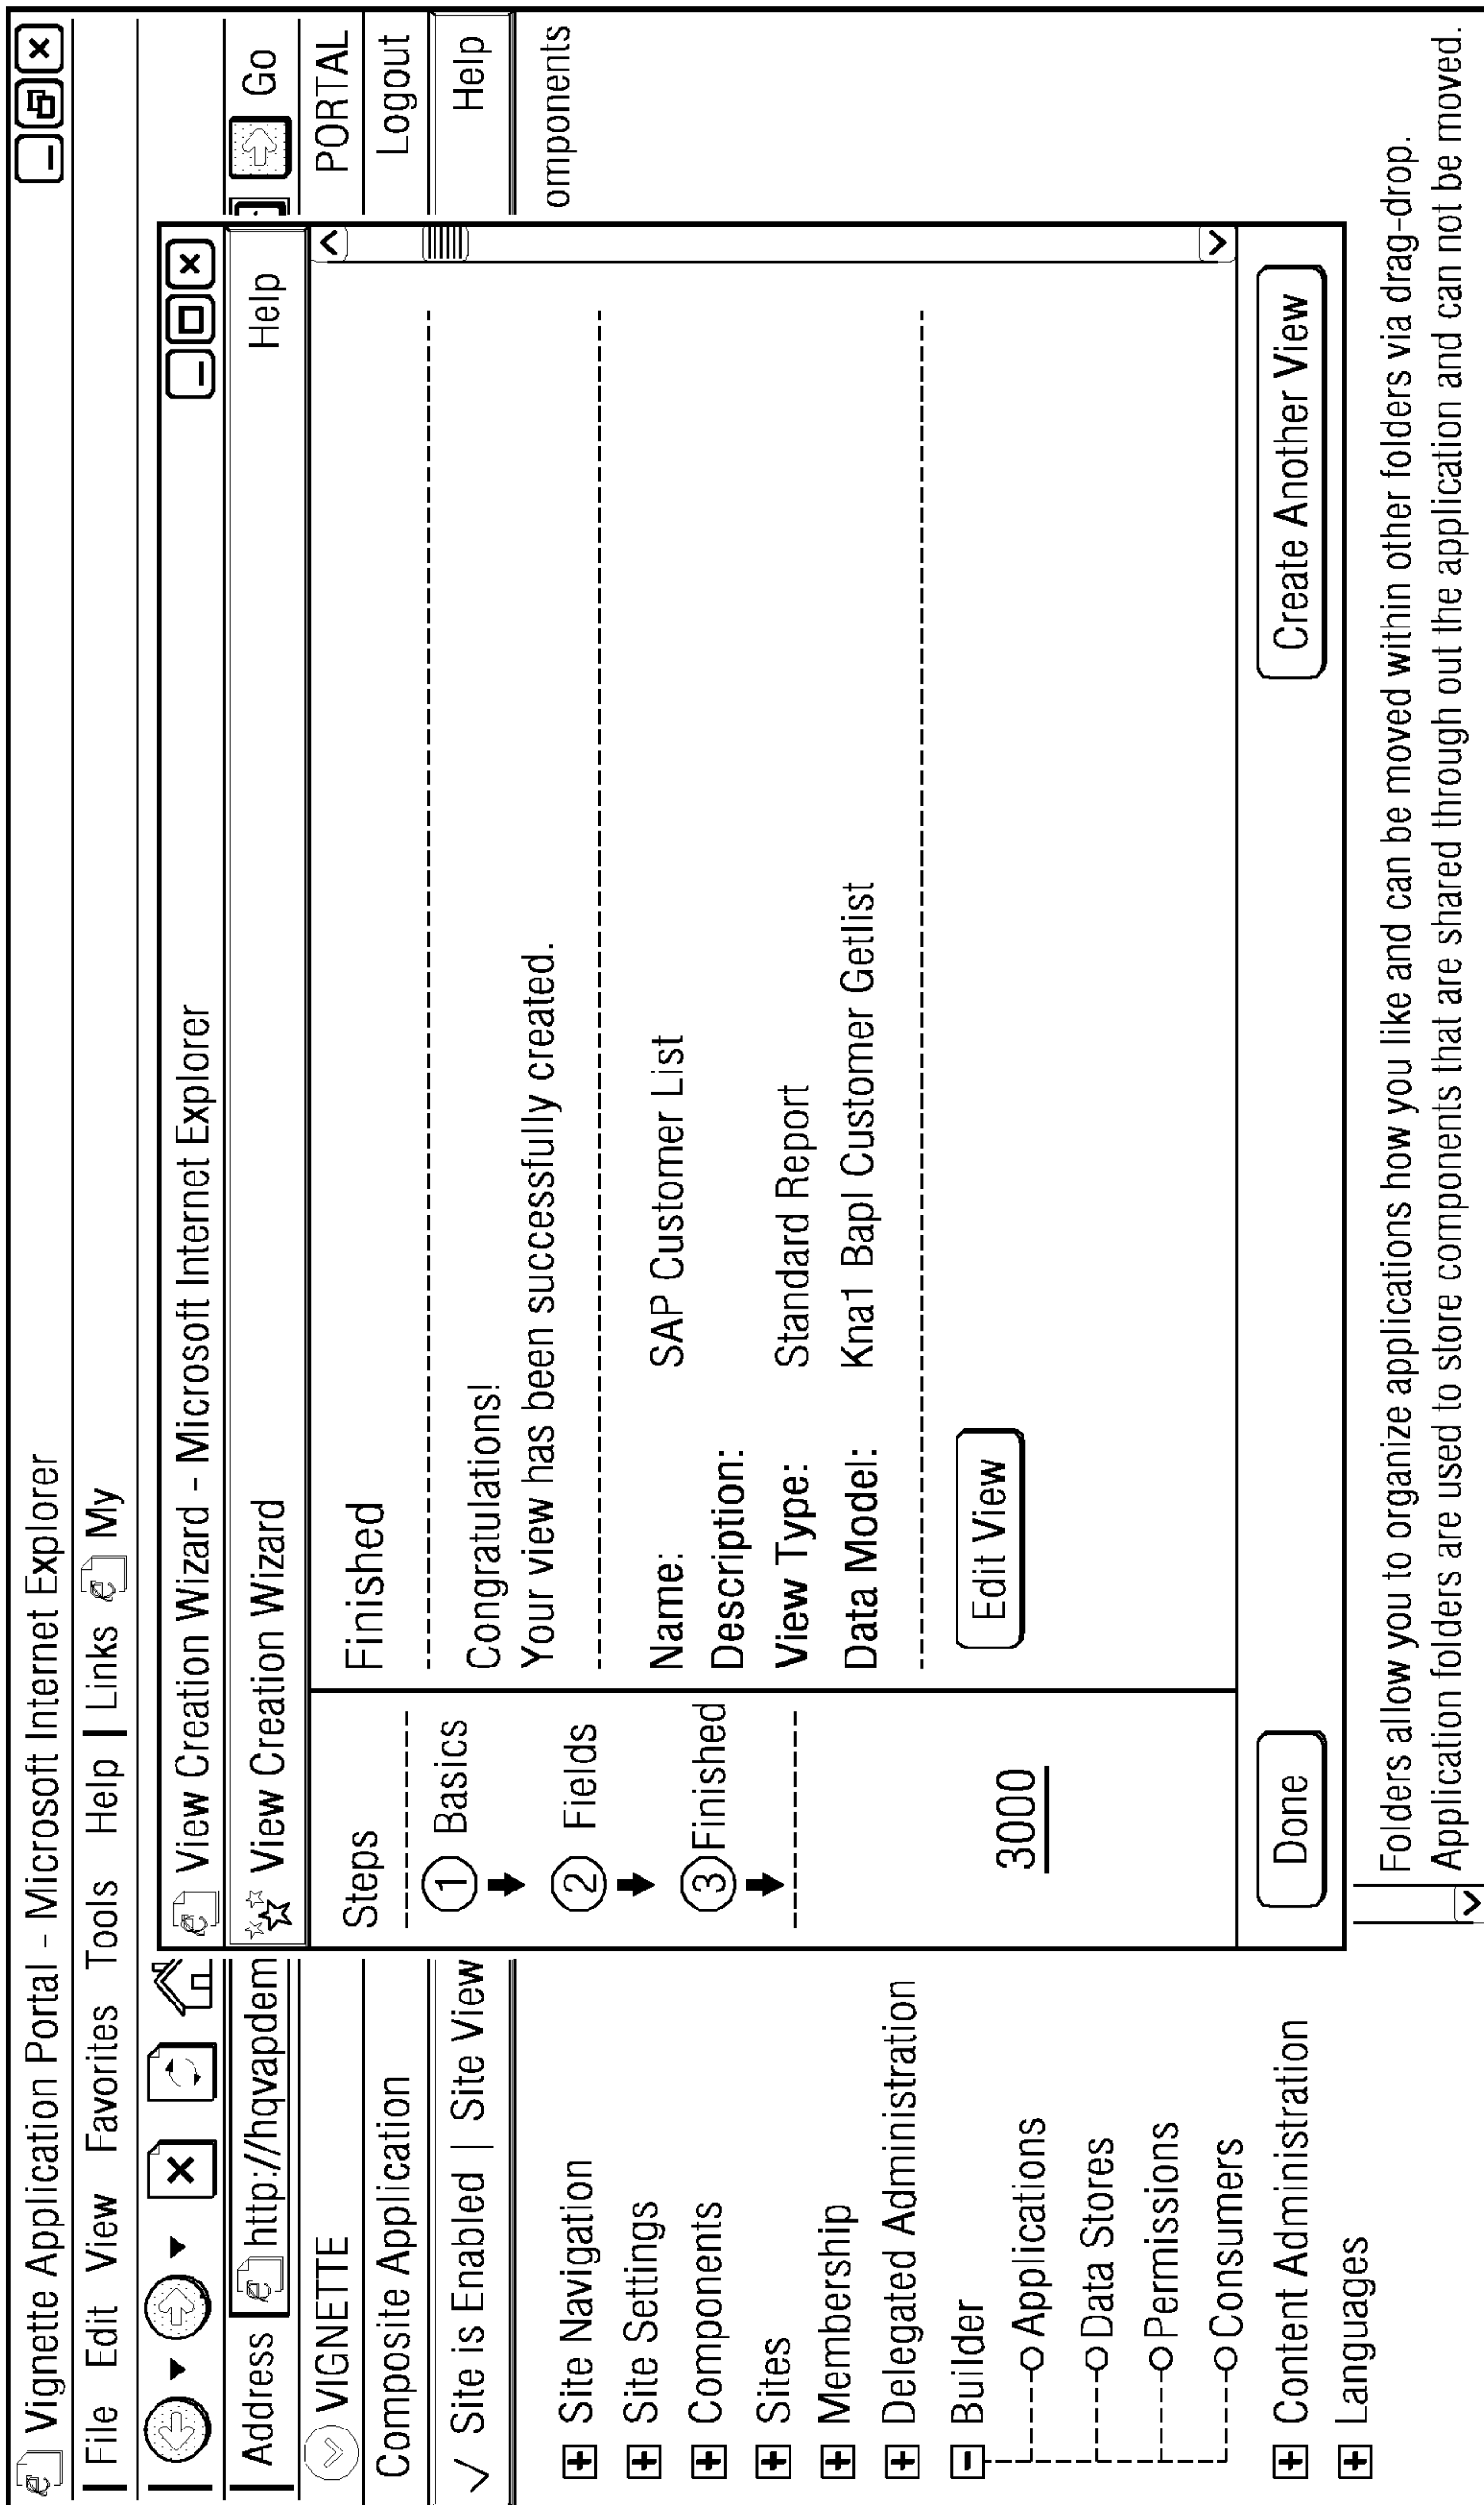 Vignette Application Portal - Microsoft Internet Explorer
File Edit View Favorites Tools Help | Links My
Address http://hqvapdem
Go
VIGNETTE
PORTAL
Composite Application
Logout
Site is Enabled | Site View
Help
omponents
Site Navigation
Site Settings
Components
Sites
Membership
Delegated Administration
Builder
Applications
Data Stores
Permissions
Consumers
Content Administration
Languages
View Creation Wizard - Microsoft Internet Explorer
View Creation Wizard
Help
Steps
1 Basics
2 Fields
3 Finished
3000
Finished
Congratulations!
Your view has been successfully created.
Name: SAP Customer List
Description:
View Type: Standard Report
Data Model: Kna1 BapI Customer Getlist
Edit View
Done
Create Another View
Folders allow you to organize applications how you like and can be moved within other folders via drag-drop.
Application folders are used to store components that are shared through out the application and can not be moved.